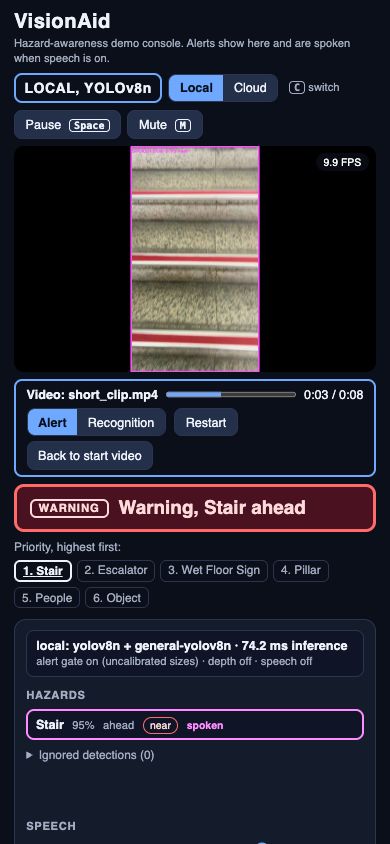 VisionAid
Hazard-awareness demo console. Alerts show here and are spoken
when speech is on.
LOCAL, YOLOv8n Local Cloud C switch
Pause Space Mute M
9.9 FPS
Video: short_clip.mp4 0:03 / 0:08
Alert Recognition Restart
Back to start video
WARNING Warning, Stair ahead
Priority, highest first:
1. Stair 2. Escalator 3. Wet Floor Sign 4. Pillar
5. People 6. Object
local: yolov8n + general-yolov8n · 74.2 ms inference
alert gate on (uncalibrated sizes) · depth off · speech off
HAZARDS
Stair 95% ahead near spoken
▶ Ignored detections (0)
SPEECH